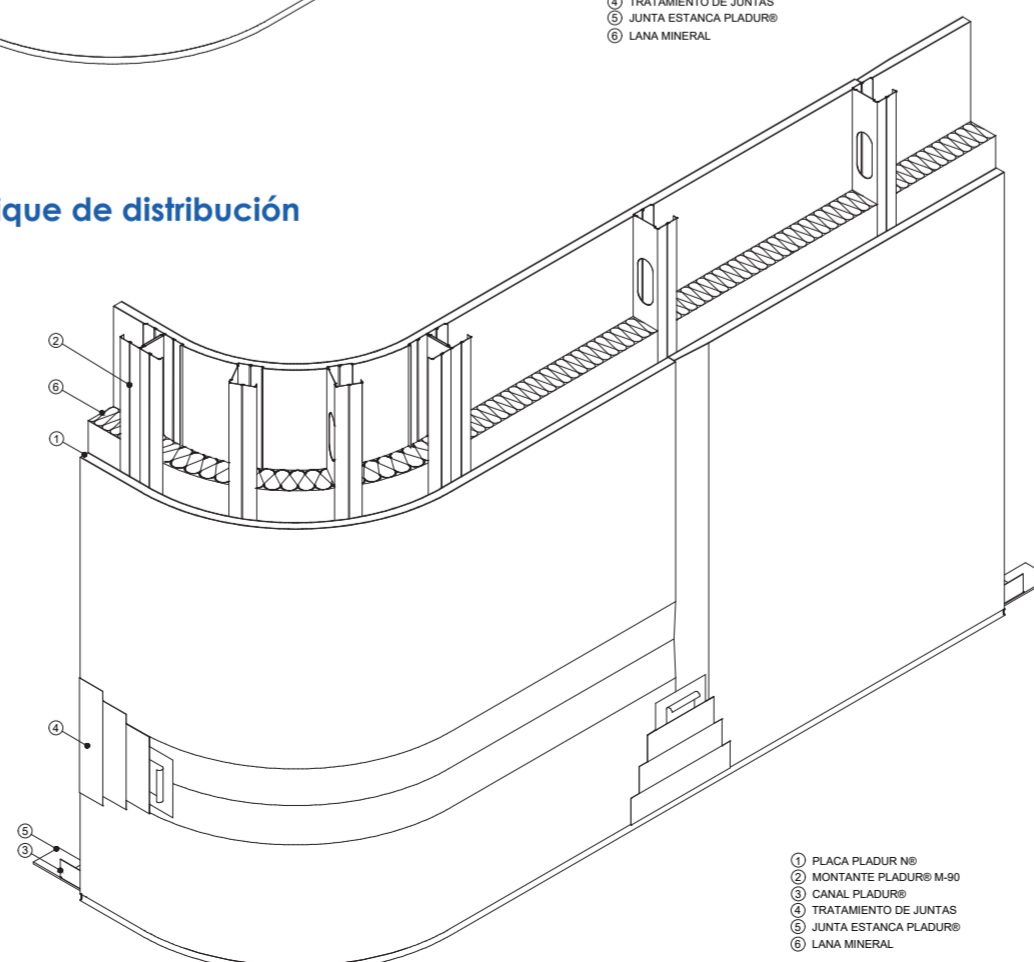 ④ TRATAMIENTO DE JUNTAS
⑤ JUNTA ESTANCA PLADUR®
⑥ LANA MINERAL
ique de distribución
②
⑥
①
④
⑤
③
① PLACA PLADUR N®
② MONTANTE PLADUR® M-90
③ CANAL PLADUR®
④ TRATAMIENTO DE JUNTAS
⑤ JUNTA ESTANCA PLADUR®
⑥ LANA MINERAL